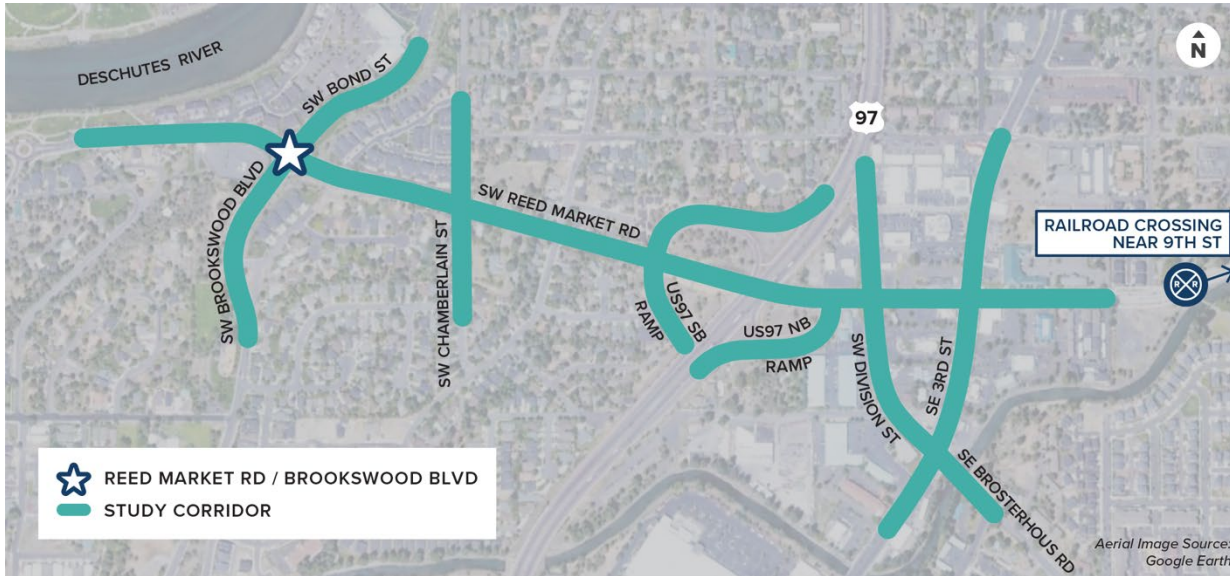 DESCHUTES RIVER
N
SW BOND ST
97
SW BROOKSWOOD BLVD
SW REED MARKET RD
RAILROAD CROSSING
NEAR 9TH ST
R R
SW CHAMBERLAIN ST
US97 SB
RAMP
US97 NB
RAMP
SW DIVISION ST
SE 3RD ST
SE BROSTERHOUS RD
REED MARKET RD / BROOKSWOOD BLVD
STUDY CORRIDOR
Aerial Image Source:
Google Earth